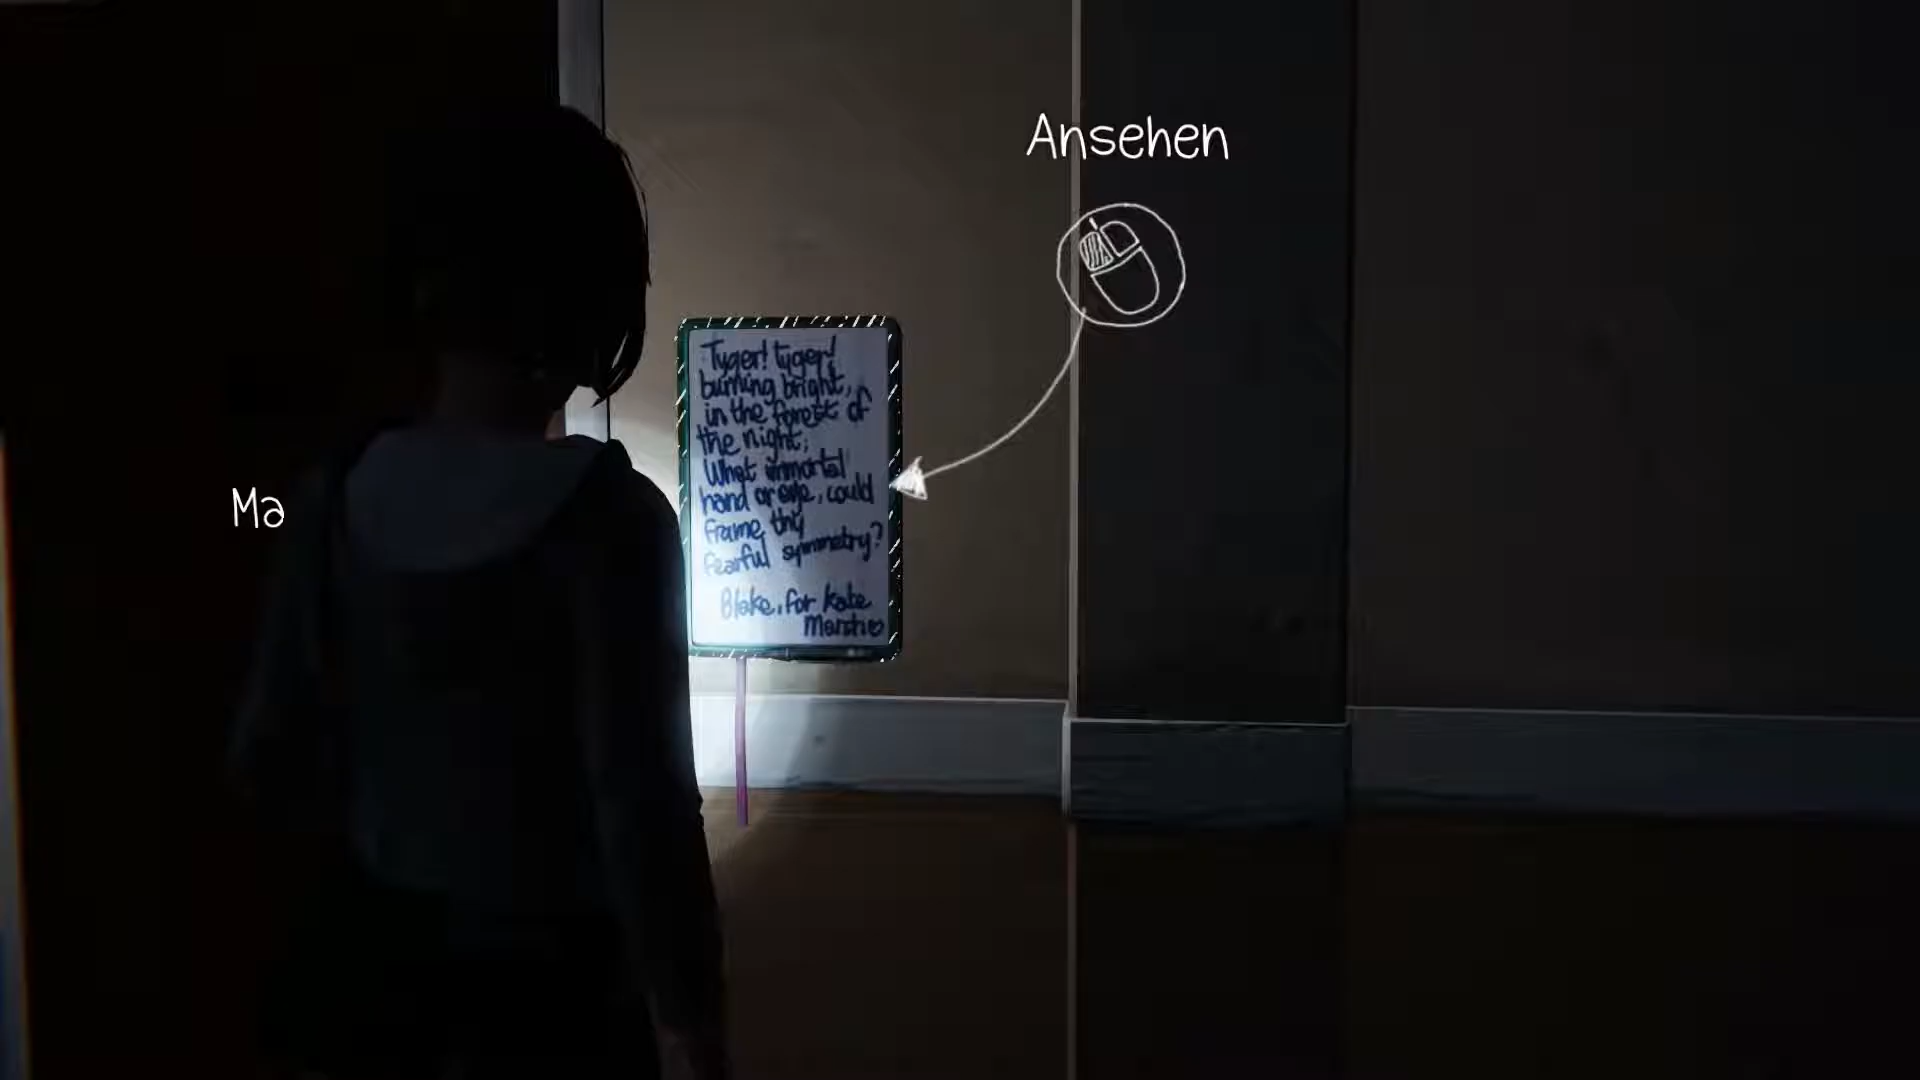 Ansehen
Tyger! tyger!
burning bright,
in the forest of
the night;
What immortal
hand or eye, could
frame thy
fearful symmetry?
Blake, for Kate
Marsh
Ma